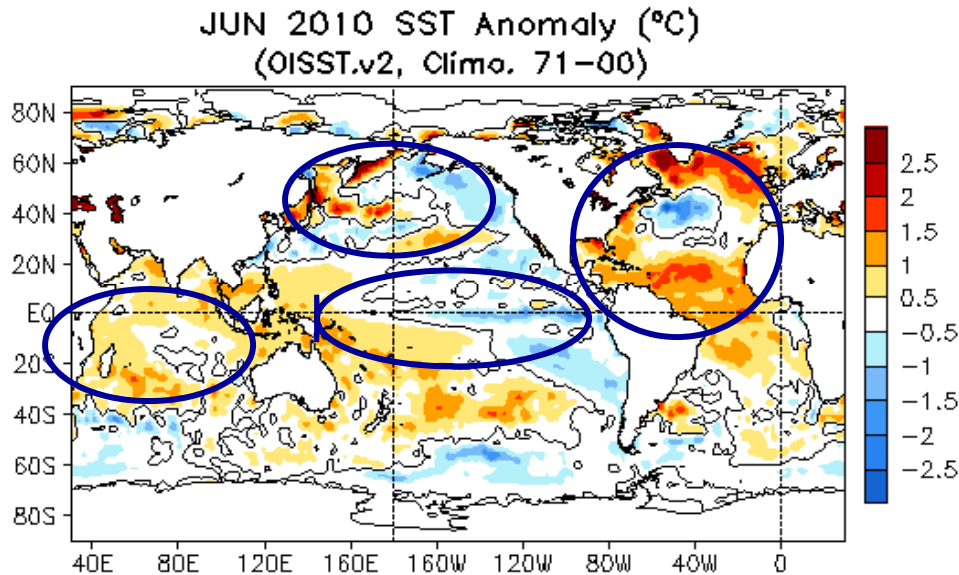 JUN 2010 SST Anomaly (ºC)
(OISST.v2, Climo. 71-00)
80N
60N
40N
20N
EQ
20S
40S
60S
80S
40E 80E 120E 160E 160W 120W 80W 40W 0
2.5
2
1.5
1
0.5
-0.5
-1
-1.5
-2
-2.5